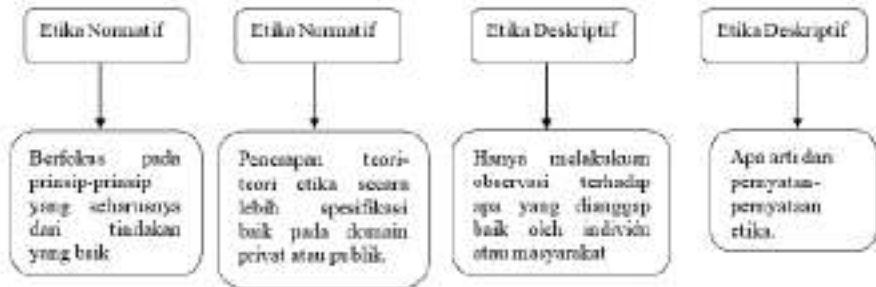 Etika Normatif
Etika Normatif
Etika Deskriptif
Etika Deskriptif
Berfokus pada
prinsip-prinsip
yang seharusnya
dari tindakan
yang baik
Penerapan teori-
teori etika secara
lebih spesifikasi
baik pada domain
privat atau publik.
Hanya melakukan
observasi terhadap
apa yang dianggap
baik oleh individu
atau masyarakat
Apa arti dari
pernyataan-
pernyataan
etika.